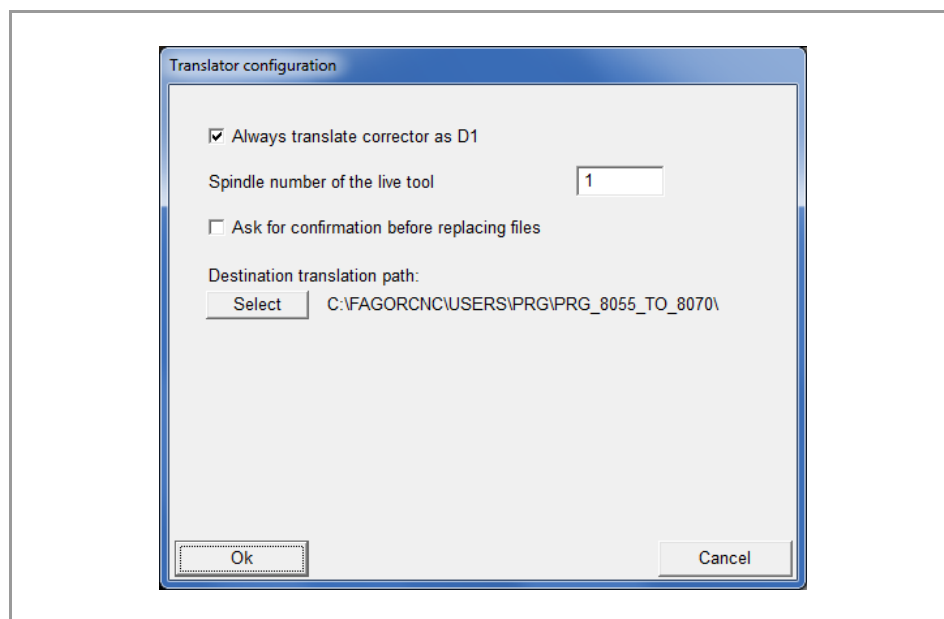 Translator configuration
Always translate corrector as D1
Spindle number of the live tool 1
Ask for confirmation before replacing files
Destination translation path:
Select C:\FAGORCNC\USERS\PRG\PRG_8055_TO_8070\
Ok Cancel